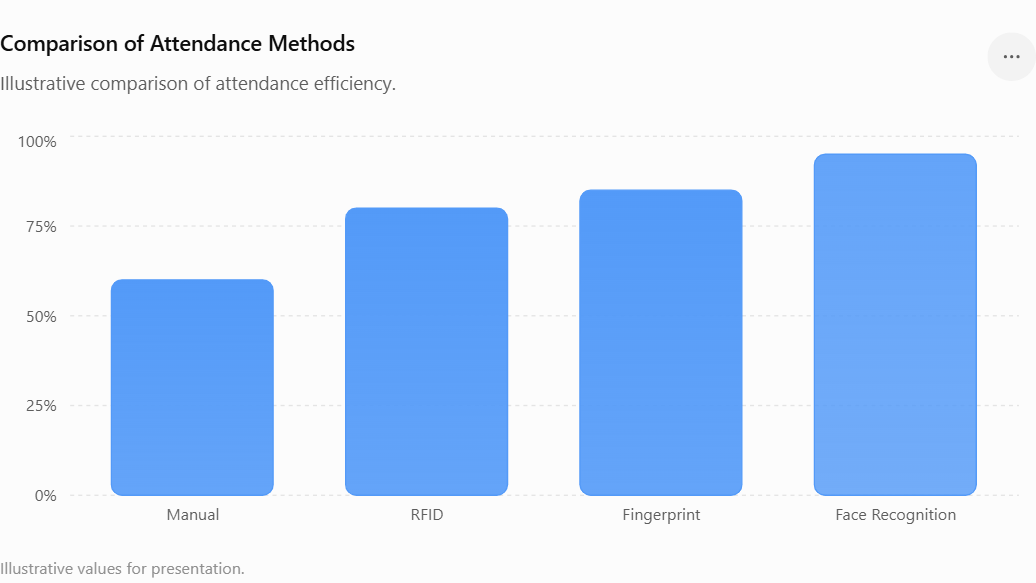 Comparison of Attendance Methods
Illustrative comparison of attendance efficiency.
100%
75%
50%
25%
0%
Manual
RFID
Fingerprint
Face Recognition
Illustrative values for presentation.